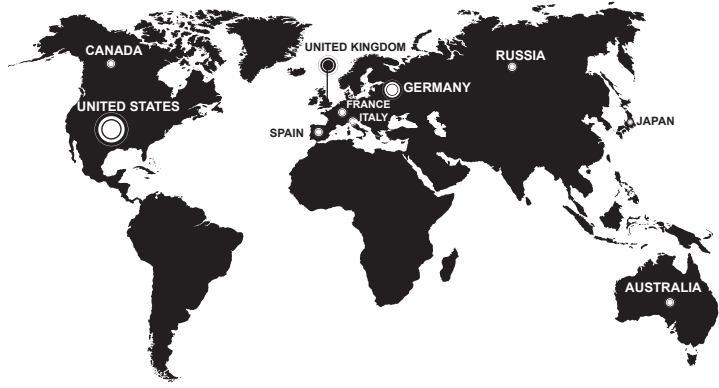 CANADA
UNITED KINGDOM
RUSSIA
GERMANY
UNITED STATES
FRANCE
ITALY
SPAIN
JAPAN
AUSTRALIA